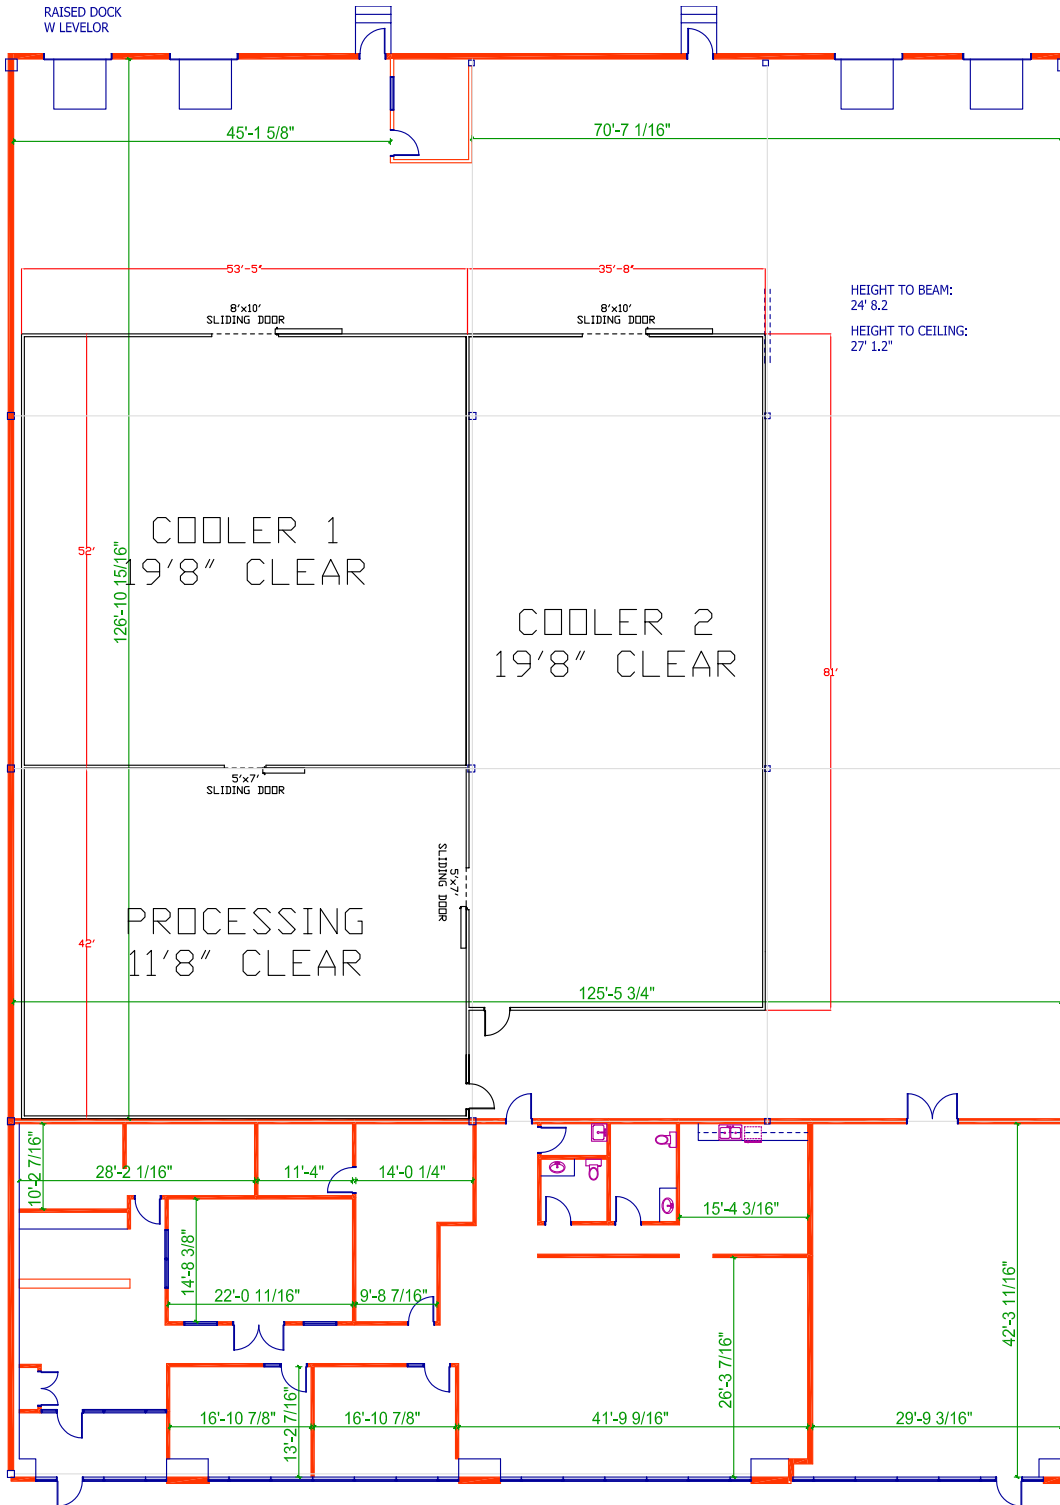 RAISED DOCK
W LEVELOR
45'-1 5/8"
70'-7 1/16"
53'-5"
35'-8"
8'x10'
SLIDING DOOR
8'x10'
SLIDING DOOR
HEIGHT TO BEAM:
24' 8.2
HEIGHT TO CEILING:
27' 1.2"
COOLER 1
19'8" CLEAR
52'
126'-10 15/16"
COOLER 2
19'8" CLEAR
81'
5'x7'
SLIDING DOOR
5'x7'
SLIDING DOOR
PROCESSING
11'8" CLEAR
42'
125'-5 3/4"
10'-2 7/16"
28'-2 1/16"
11'-4"
14'-0 1/4"
15'-4 3/16"
14'-8 3/8"
22'-0 11/16"
9'-8 7/16"
42'-3 11/16"
26'-3 7/16"
16'-10 7/8"
13'-2 7/16"
16'-10 7/8"
41'-9 9/16"
29'-9 3/16"